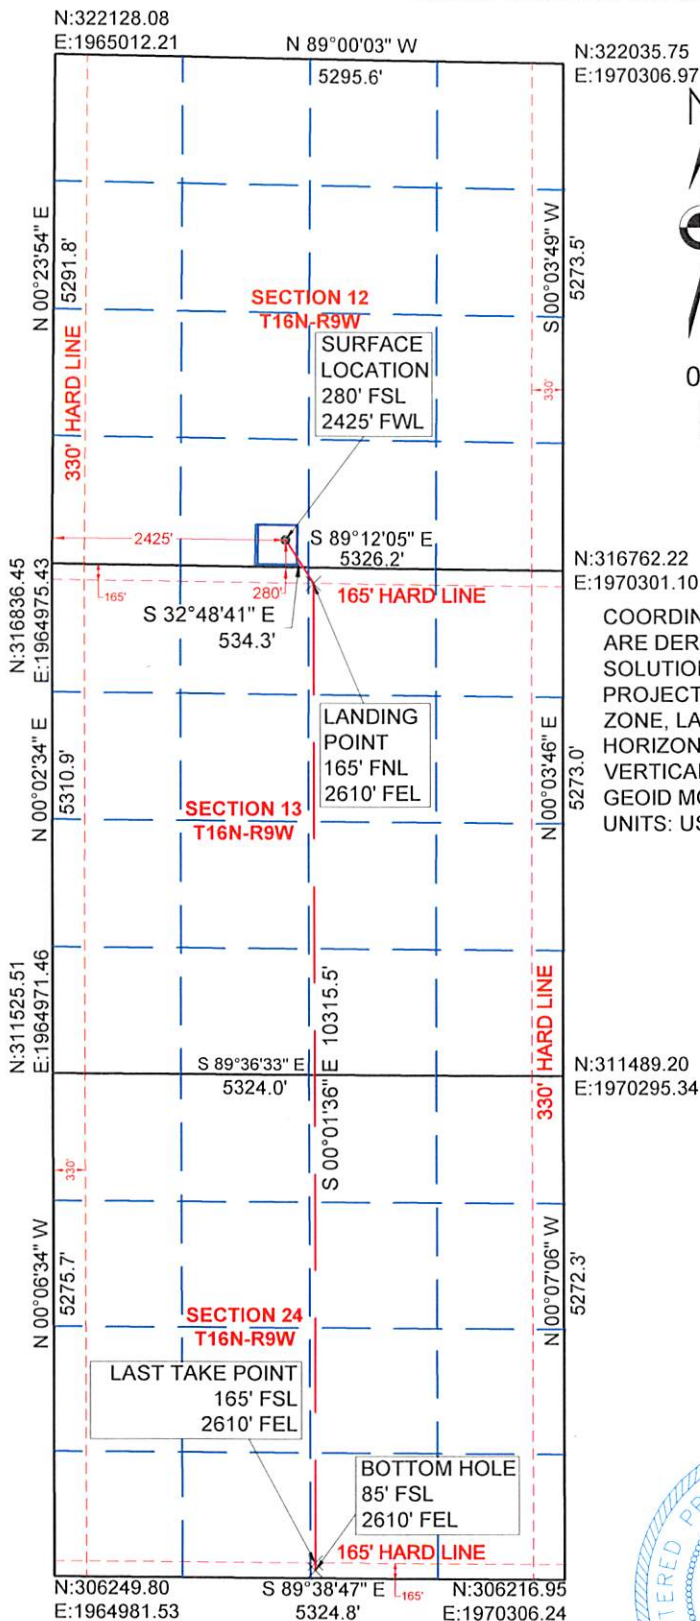 N:322128.08
E:1965012.21
N 89°00'03" W
5295.6'
N:322035.75
E:1970306.97
N
N 00°23'54" E
5291.8'
S 00°03'49" W
5273.5'
SECTION 12
T16N-R9W
330' HARD LINE
SURFACE
LOCATION
280' FSL
2425' FWL
330'
0
2425'
S 89°12'05" E
5326.2'
N:316762.22
E:1970301.10
N:316836.45
E:1964975.43
165'
280'
165' HARD LINE
S 32°48'41" E
534.3'
COORDIN
ARE DER
SOLUTION
PROJECT
ZONE, LA
HORIZON
VERTICAL
GEOID MO
UNITS: US
LANDING
POINT
165' FNL
2610' FEL
N 00°02'34" E
5310.9'
N 00°03'46" E
5273.0'
SECTION 13
T16N-R9W
N:311525.51
E:1964971.46
S 00°01'36" E 10315.5'
330' HARD LINE
S 89°36'33" E
5324.0'
N:311489.20
E:1970295.34
330'
N 00°06'34" W
5275.7'
N 00°07'06" W
5272.3'
SECTION 24
T16N-R9W
LAST TAKE POINT
165' FSL
2610' FEL
BOTTOM HOLE
85' FSL
2610' FEL
165' HARD LINE
165'
N:306249.80
E:1964981.53
S 89°38'47" E
5324.8'
N:306216.95
E:1970306.24
TERED PR